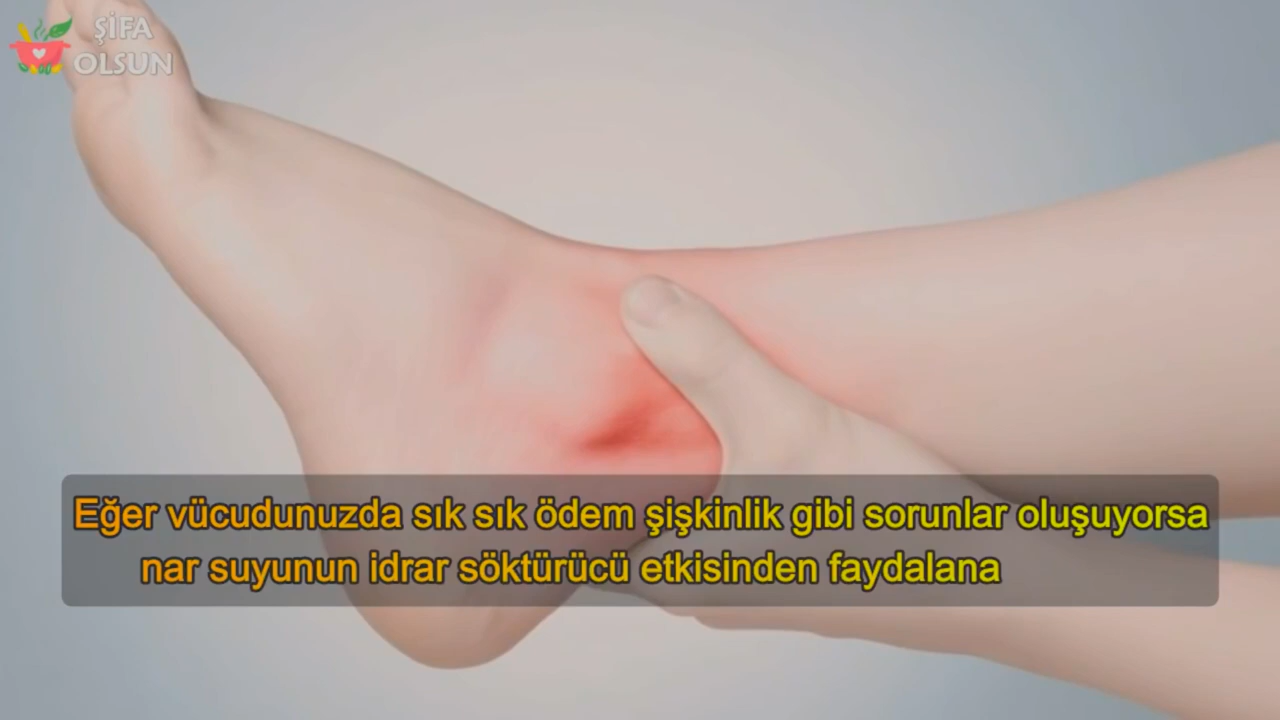 ŞİFA
OLSUN
Eğer vücudunuzda sık sık ödem şişkinlik gibi sorunlar oluşuyorsa
nar suyunun idrar söktürücü etkisinden faydalana